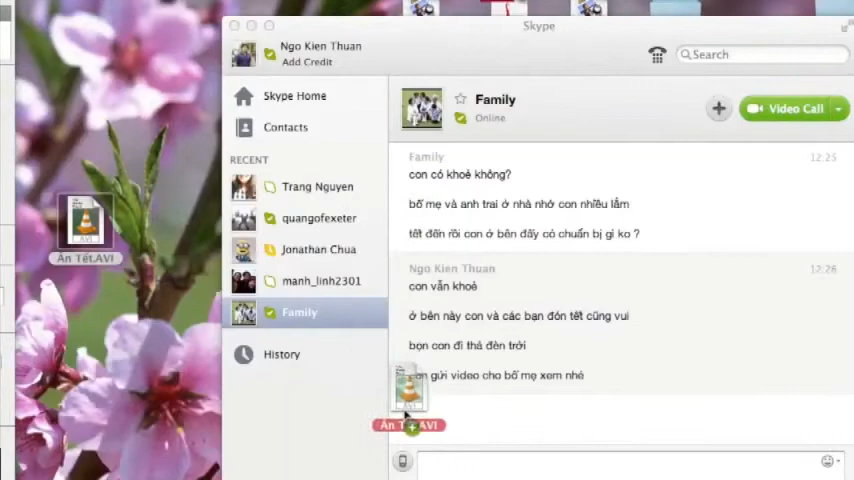 Skype
Ngo Kien Thuan
Add Credit
Search
Skype Home
Contacts
RECENT
Trang Nguyen
quangofexeter
Jonathan Chua
manh_linh2301
Family
History
Family
Online
Video Call
Family 12:25
con có khoẻ không?
bố mẹ và anh trai ở nhà nhớ con nhiều lắm
tết đến rồi con ở bên đấy có chuẩn bị gì ko ?
Ngo Kien Thuan 12:26
con vẫn khoẻ
ở bên này con và các bạn đón tết cũng vui
bọn con đi thả đèn trời
gửi video cho bố mẹ xem nhé
AVI
Ăn Tết.AVI
AVI